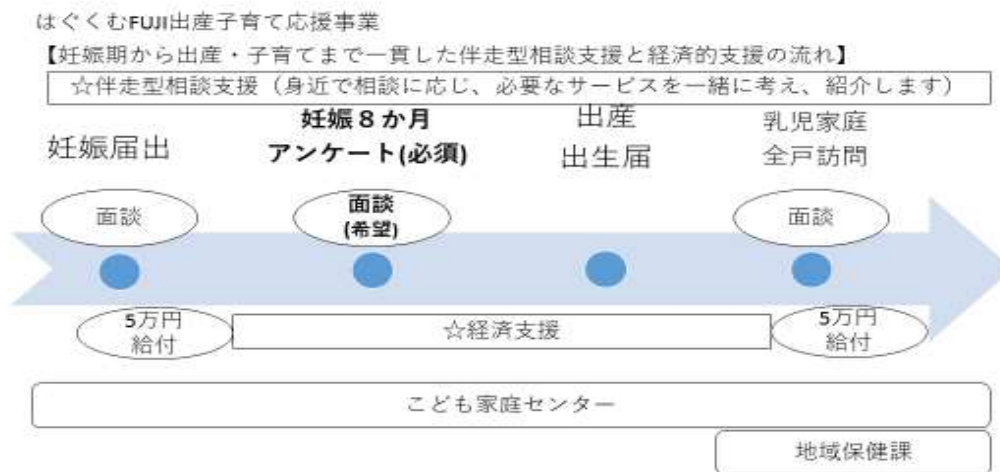 はぐくむFUJI出産子育て応援事業
【妊娠期から出産・子育てまで一貫した伴走型相談支援と経済的支援の流れ】
☆伴走型相談支援（身近で相談に応じ、必要なサービスを一緒に考え、紹介します）
妊娠届出
妊娠８か月
アンケート(必須)
出産
出生届
乳児家庭
全戸訪問
面談
面談
(希望)
面談
5万円
給付
☆経済支援
5万円
給付
こども家庭センター
地域保健課